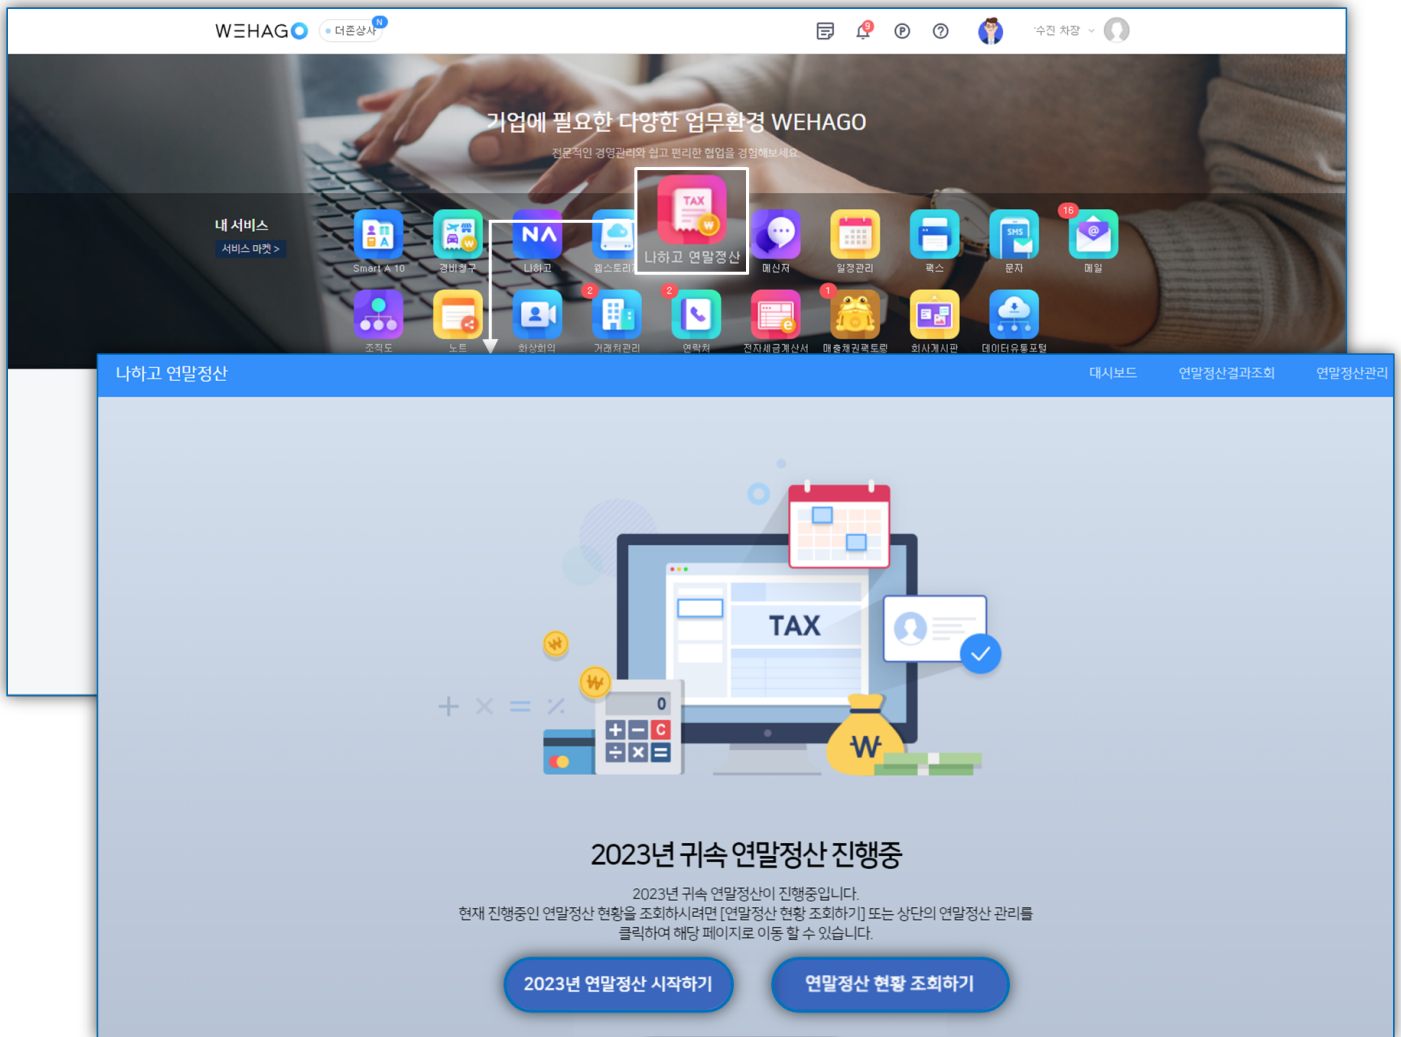 WEHAGO
더존상사 N
9
수진 차장
기업에 필요한 다양한 업무환경 WEHAGO
전문적인 경영관리와 쉽고 편리한 협업을 경험해보세요.
내 서비스
서비스 마켓 >
TAX
NA
SMS
16
Smart A 10
경비청구
나하고
웹스토리지
나하고 연말정산
메신저
일정관리
팩스
문자
메일
2
2
1
조직도
노트
화상회의
거래처관리
연락처
전자세금계산서
매출채권팩토링
회사게시판
데이터유통포털
나하고 연말정산
대시보드
연말정산결과조회
연말정산관리
TAX
0
C
2023년 귀속 연말정산 진행중
2023년 귀속 연말정산이 진행중입니다.
현재 진행중인 연말정산 현황을 조회하시려면 [연말정산 현황 조회하기] 또는 상단의 연말정산 관리를
클릭하여 해당 페이지로 이동 할 수 있습니다.
2023년 연말정산 시작하기
연말정산 현황 조회하기